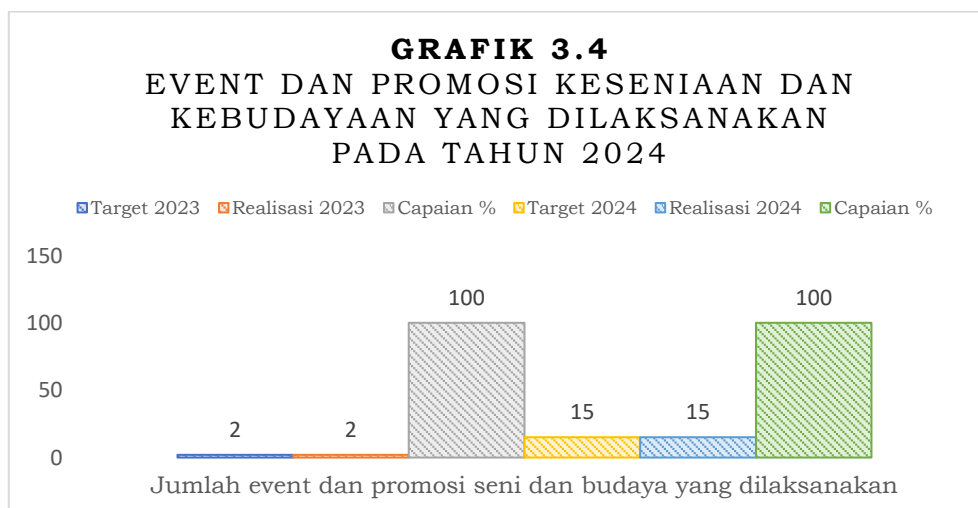 GRAFIK 3.4
EVENT DAN PROMOSI KESENIAAN DAN
KEBUDAYAAN YANG DILAKSANAKAN
PADA TAHUN 2024
Target 2023 Realisasi 2023 Capaian % Target 2024 Realisasi 2024 Capaian %
150
100
50
0
2
2
100
15
15
100
Jumlah event dan promosi seni dan budaya yang dilaksanakan